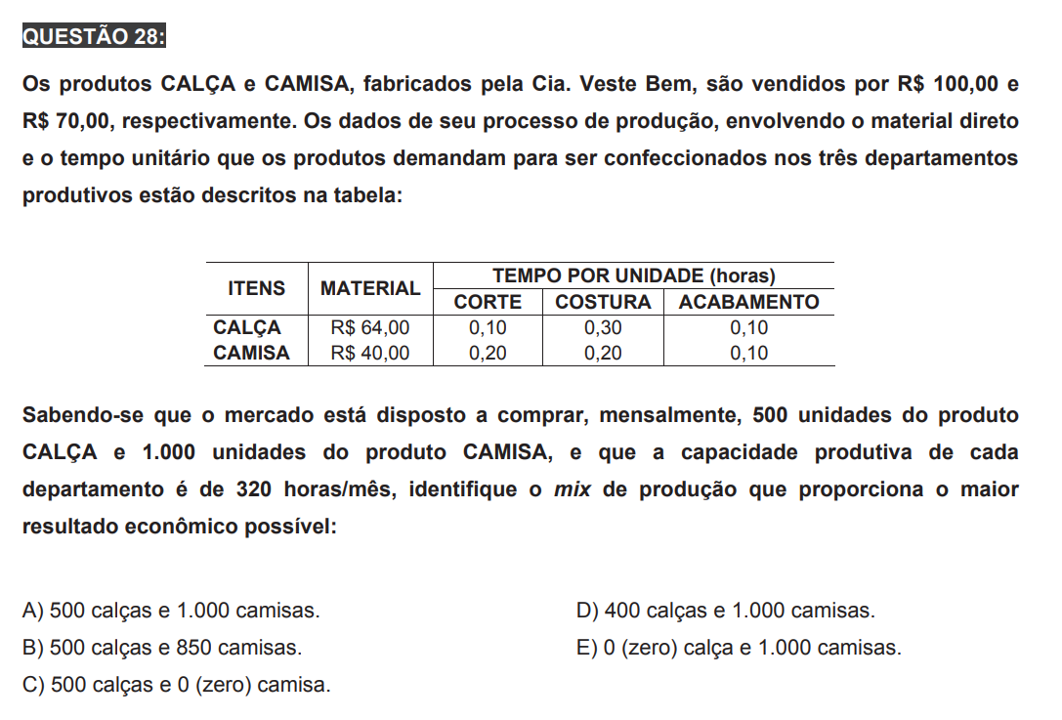 QUESTÃO 28:
Os produtos CALÇA e CAMISA, fabricados pela Cia. Veste Bem, são vendidos por R$ 100,00 e
R$ 70,00, respectivamente. Os dados de seu processo de produção, envolvendo o material direto
e o tempo unitário que os produtos demandam para ser confeccionados nos três departamentos
produtivos estão descritos na tabela:
ITENS MATERIAL TEMPO POR UNIDADE (horas)
CORTE COSTURA ACABAMENTO
CALÇA R$ 64,00 0,10 0,30 0,10
CAMISA R$ 40,00 0,20 0,20 0,10
Sabendo-se que o mercado está disposto a comprar, mensalmente, 500 unidades do produto
CALÇA e 1.000 unidades do produto CAMISA, e que a capacidade produtiva de cada
departamento é de 320 horas/mês, identifique o mix de produção que proporciona o maior
resultado econômico possível:
A) 500 calças e 1.000 camisas.
B) 500 calças e 850 camisas.
C) 500 calças e 0 (zero) camisa.
D) 400 calças e 1.000 camisas.
E) 0 (zero) calça e 1.000 camisas.